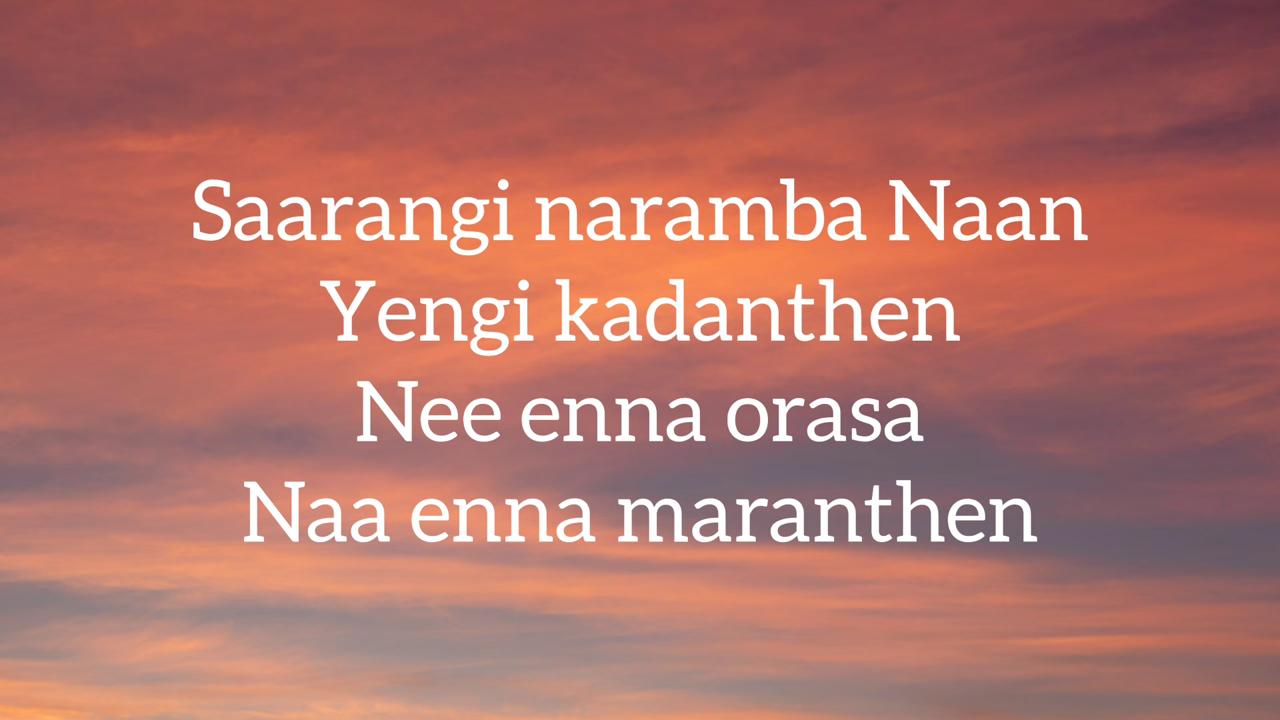 Saarangi naramba Naan
Yengi kadanthen
Nee enna orasa
Naa enna maranthen